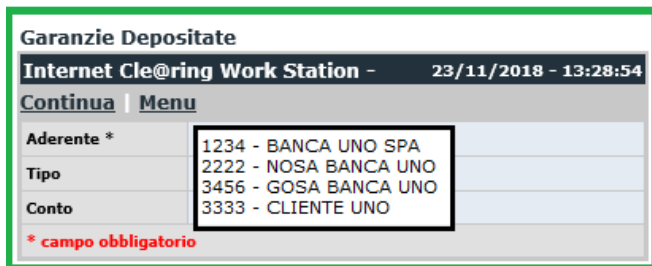 Garanzie Depositate
Internet Cle@ring Work Station - 23/11/2018 - 13:28:54
Continua | Menu
Aderente *
1234 - BANCA UNO SPA
2222 - NOSA BANCA UNO
3456 - GOSA BANCA UNO
3333 - CLIENTE UNO
Tipo
Conto
* campo obbligatorio